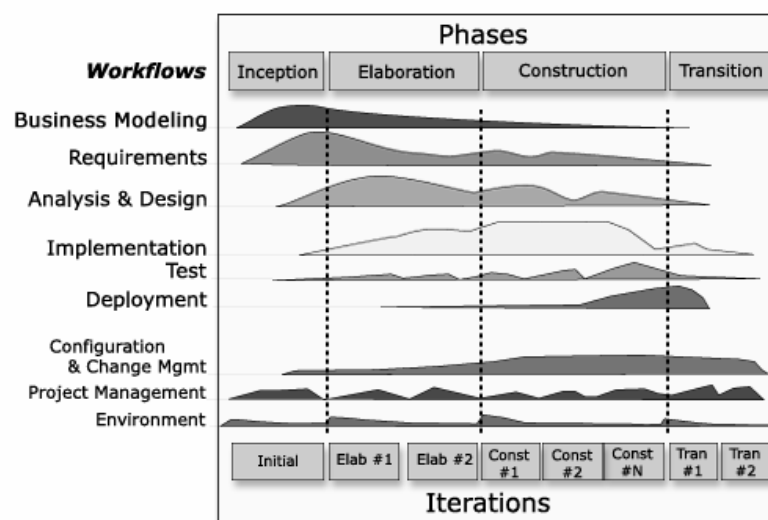 Phases
Workflows
Inception
Elaboration
Construction
Transition
Business Modeling
Requirements
Analysis & Design
Implementation
Test
Deployment
Configuration
& Change Mgmt
Project Management
Environment
Initial
Elab #1
Elab #2
Const
#1
Const
#2
Const
#N
Tran
#1
Tran
#2
Iterations